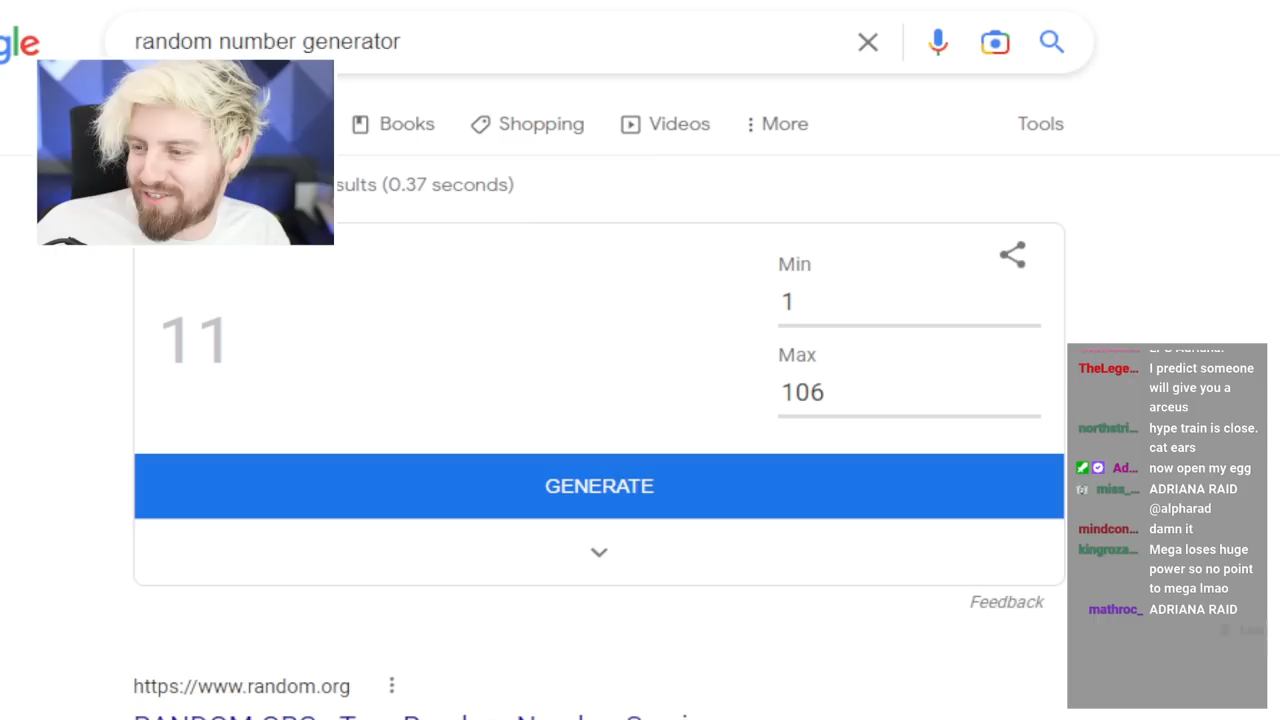 gle
random number generator
Books
Shopping
Videos
More
Tools
sults (0.37 seconds)
11
Min
1
Max
106
GENERATE
Feedback
https://www.random.org
TheLege… I predict someone
will give you a
arceus
northstri… hype train is close.
cat ears
Ad… now open my egg
miss_… ADRIANA RAID
@alpharad
mindcon… damn it
kingroza… Mega loses huge
power so no point
to mega lmao
mathroc_ ADRIANA RAID